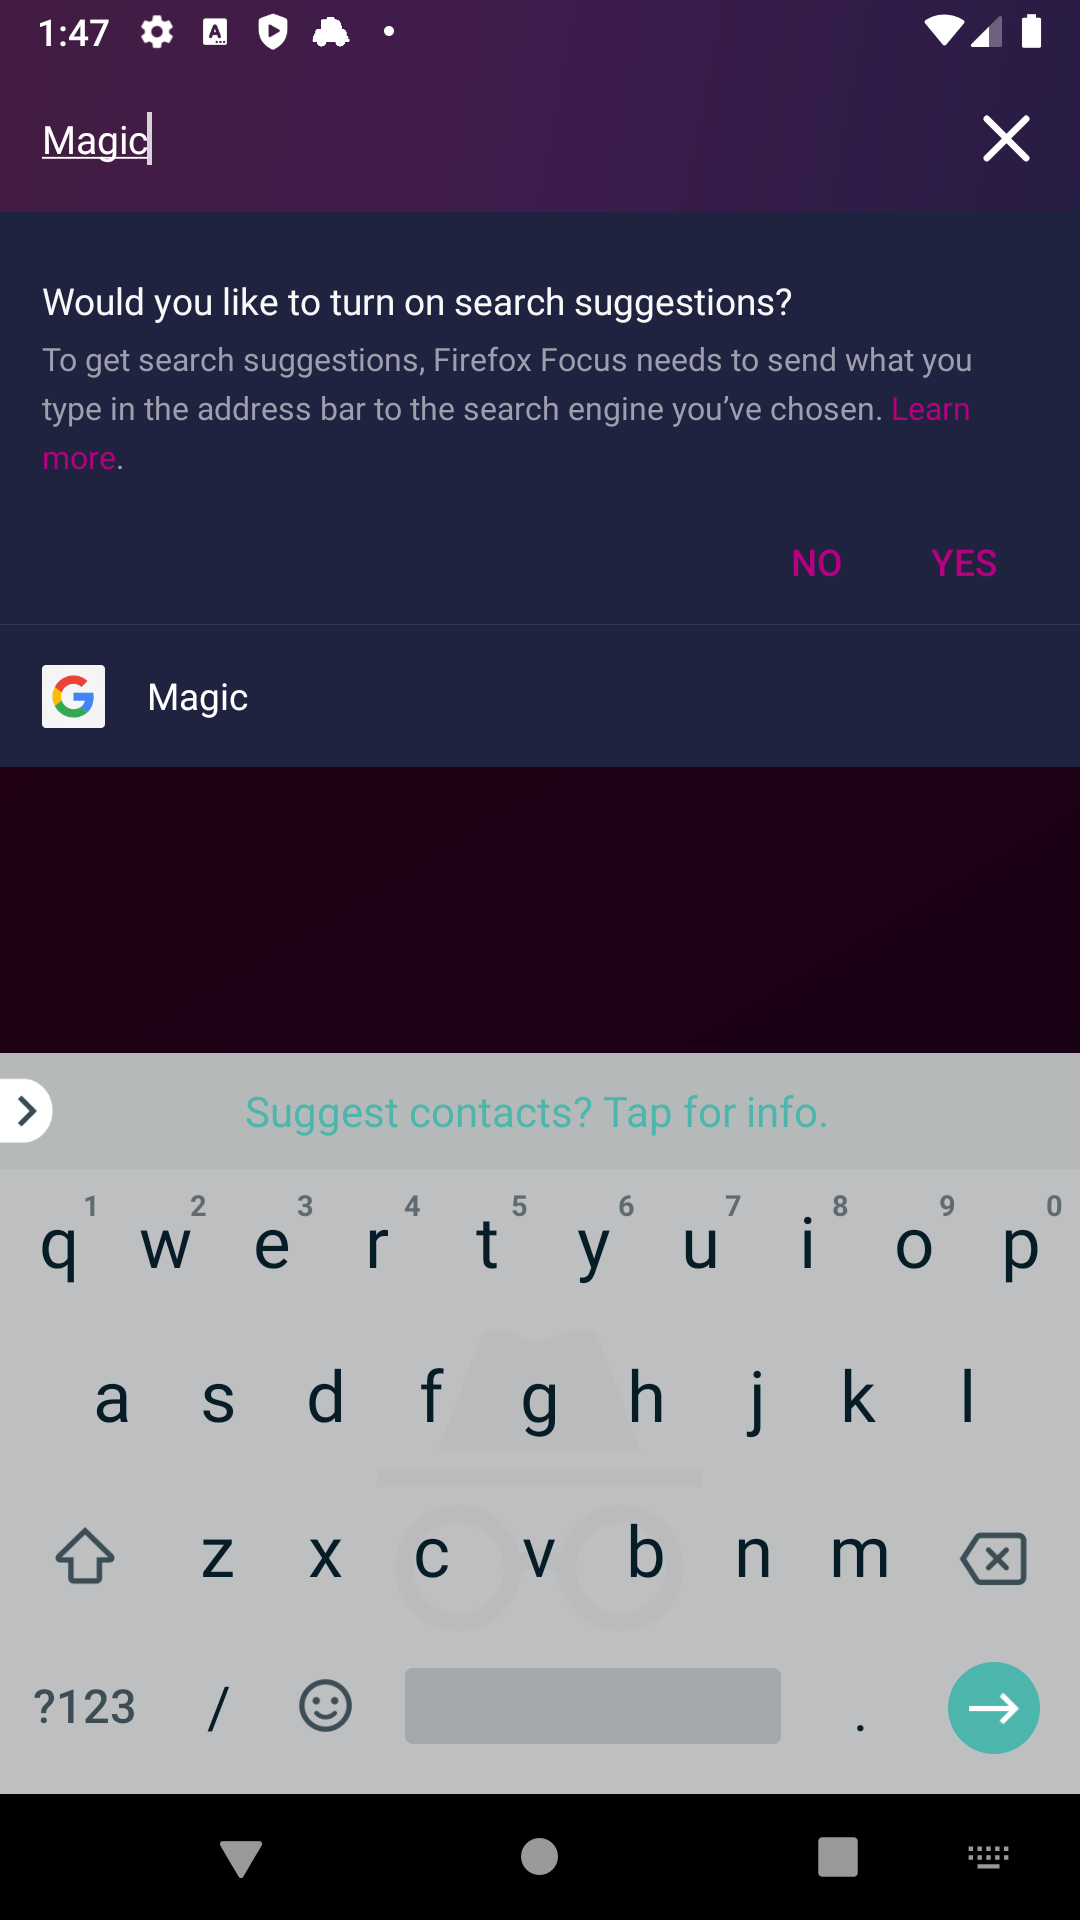 1:47
Magic
Would you like to turn on search suggestions?
To get search suggestions, Firefox Focus needs to send what you
type in the address bar to the search engine you’ve chosen. Learn
more.
NO YES
Magic
Suggest contacts? Tap for info.
1 2 3 4 5 6 7 8 9 0
q w e r t y u i o p
a s d f g h j k l
z x c v b n m
?123 / .